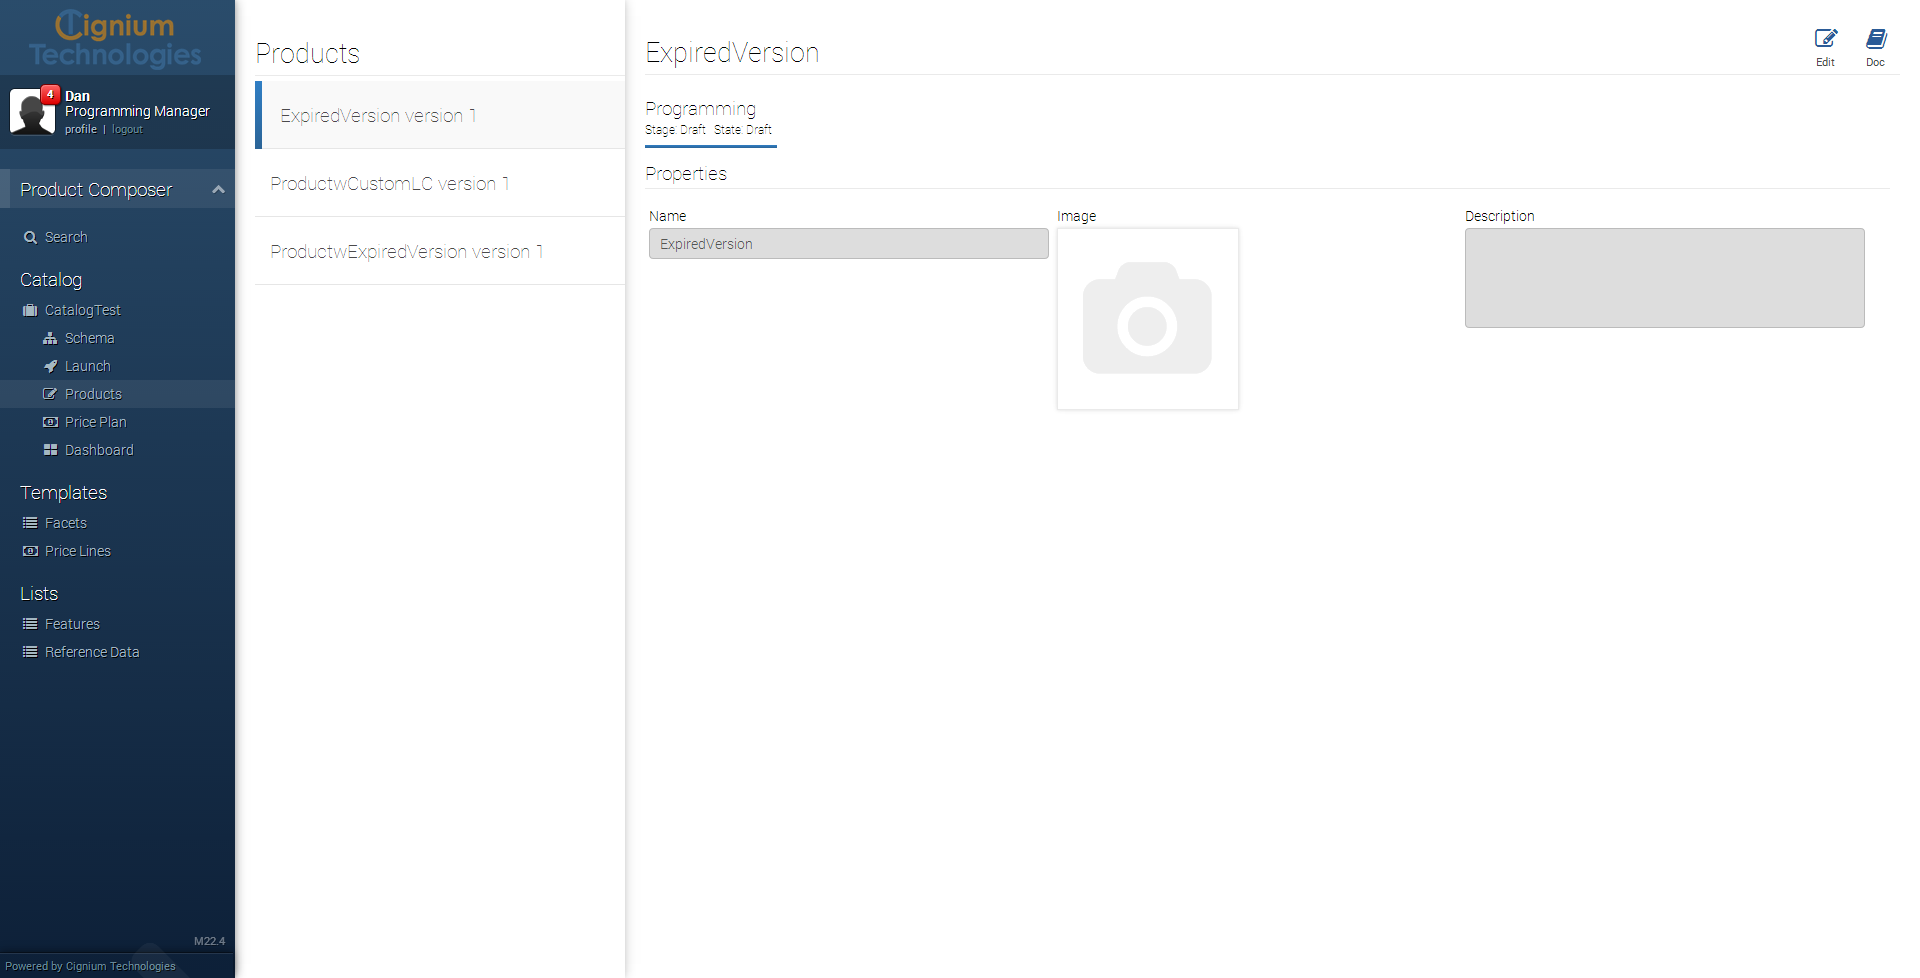 Cignium
Technologies
4
Dan
Programming Manager
profile | logout
Product Composer
Search
Catalog
CatalogTest
Schema
Launch
Products
Price Plan
Dashboard
Templates
Facets
Price Lines
Lists
Features
Reference Data
M22.4
Powered by Cignium Technologies
Products
ExpiredVersion version 1
ProductwCustomLC version 1
ProductwExpiredVersion version 1
ExpiredVersion
Edit
Doc
Programming
Stage: Draft State: Draft
Properties
Name
ExpiredVersion
Image
Description